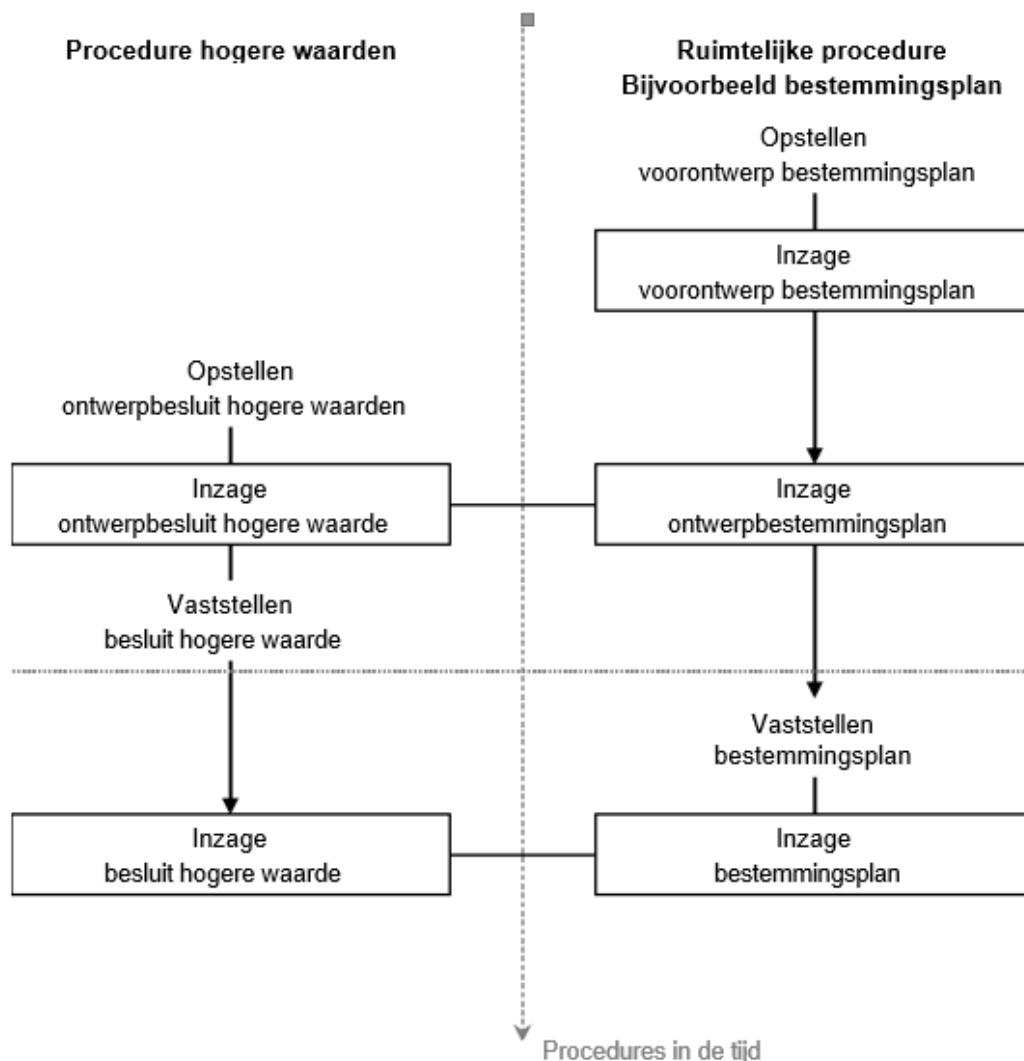 Procedure hogere waarden
Ruimtelijke procedure
Bijvoorbeeld bestemmingsplan
Opstellen
voorontwerp bestemmingsplan
Inzage
voorontwerp bestemmingsplan
Opstellen
ontwerpbesluit hogere waarden
Inzage
ontwerpbesluit hogere waarde
Inzage
ontwerpbestemmingsplan
Vaststellen
besluit hogere waarde
Vaststellen
bestemmingsplan
Inzage
besluit hogere waarde
Inzage
bestemmingsplan
Procedures in de tijd